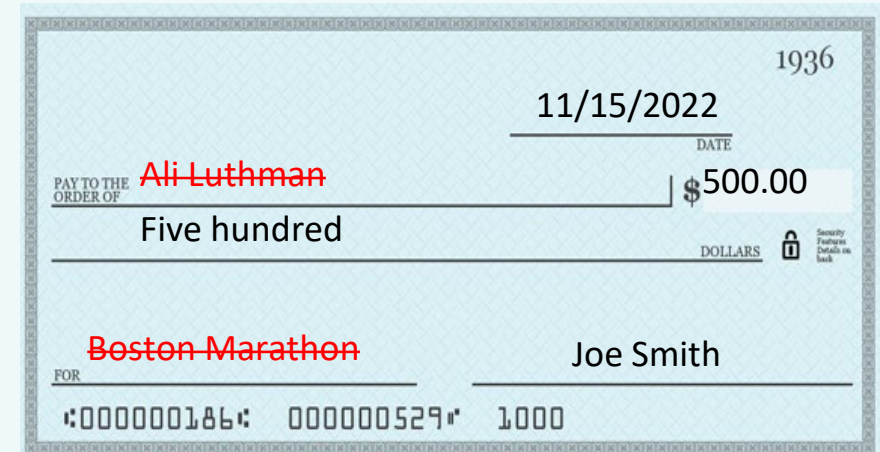 1936
11/15/2022
DATE
PAY TO THE
ORDER OF
Ali Luthman
$500.00
Five hundred
DOLLARS
Security
Features
Details on
back
Boston Marathon
Joe Smith
FOR
⑆000000186⑆ 000000529⑈ 1000